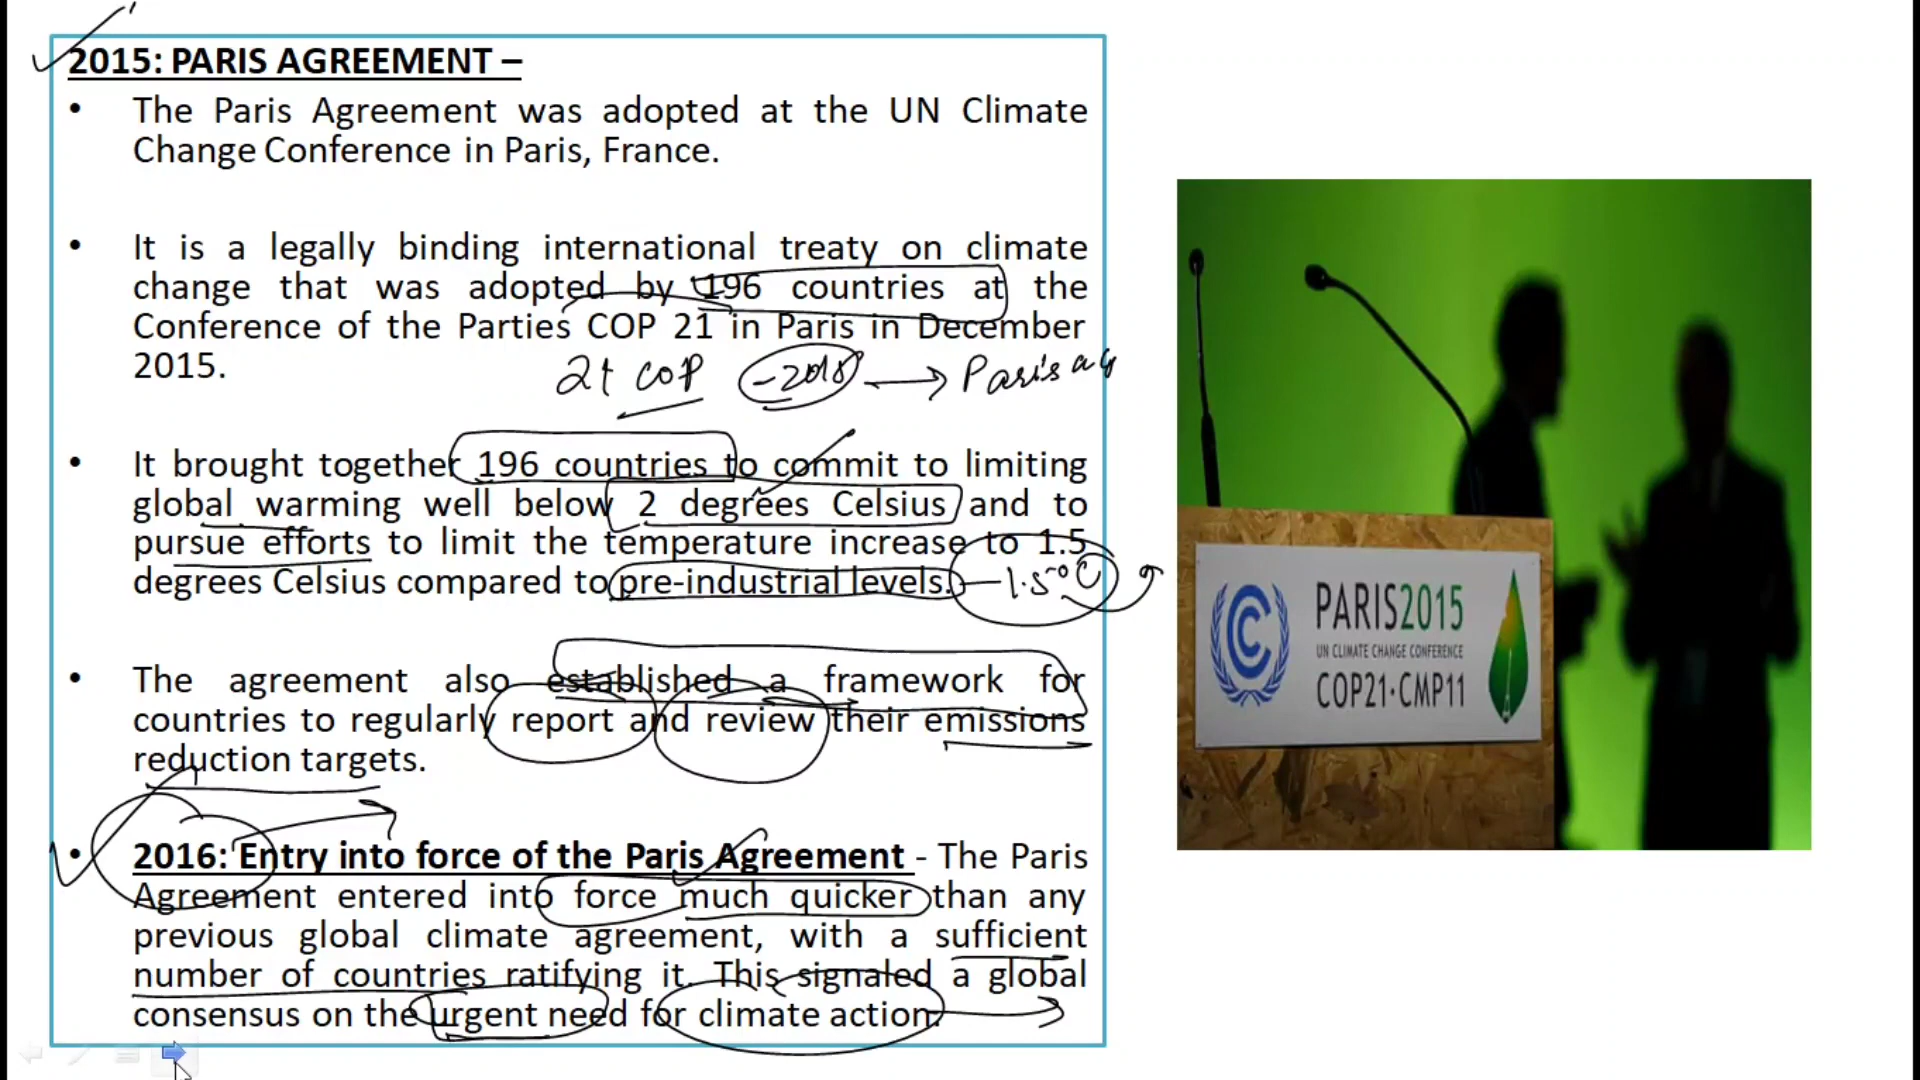 2015: PARIS AGREEMENT –
• The Paris Agreement was adopted at the UN Climate
Change Conference in Paris, France.
• It is a legally binding international treaty on climate
change that was adopted by 196 countries at the
Conference of the Parties COP 21 in Paris in December
2015.
21 COP -2015 → Paris ag
• It brought together 196 countries to commit to limiting
global warming well below 2 degrees Celsius and to
pursue efforts to limit the temperature increase to 1.5
degrees Celsius compared to pre-industrial levels. – 1.5°C
• The agreement also established a framework for
countries to regularly report and review their emissions
reduction targets.
• 2016: Entry into force of the Paris Agreement - The Paris
Agreement entered into force much quicker than any
previous global climate agreement, with a sufficient
number of countries ratifying it. This signaled a global
consensus on the urgent need for climate action.
PARIS2015
UN CLIMATE CHANGE CONFERENCE
COP21·CMP11